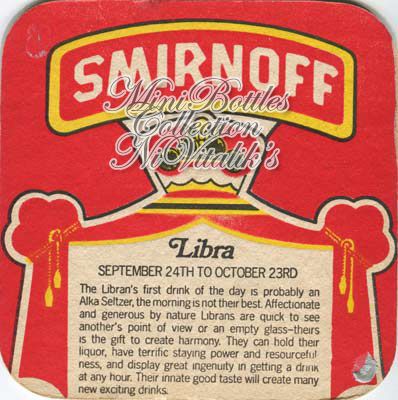 SMIRNOFF
Mini Bottles
Collection
NiVitalik's
Libra
SEPTEMBER 24TH TO OCTOBER 23RD
The Libran's first drink of the day is probably an
Alka Seltzer, the morning is not their best. Affectionate
and generous by nature Librans are quick to see
another's point of view or an empty glass–theirs
is the gift to create harmony. They can hold their
liquor, have terrific staying power and resourceful
ness, and display great ingenuity in getting a drink
at any hour. Their innate good taste will create many
new exciting drinks.